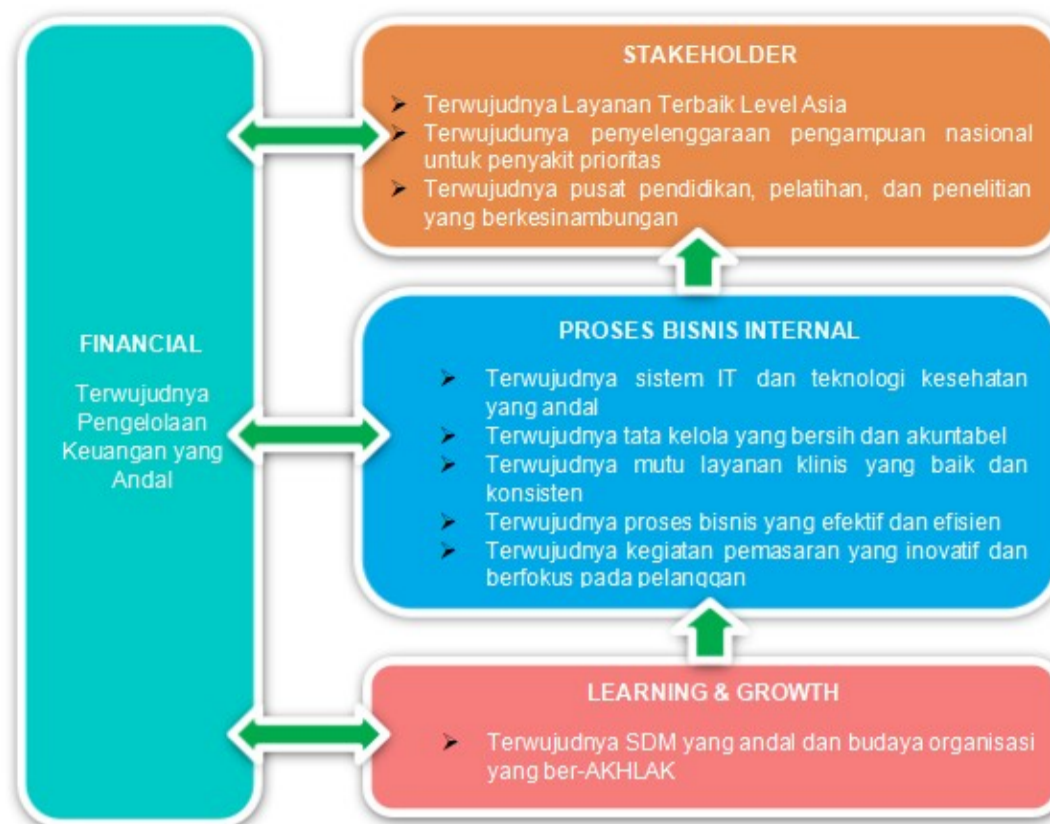 FINANCIAL
Terwujudnya
Pengelolaan
Keuangan yang
Andal
STAKEHOLDER
➤ Terwujudnya Layanan Terbaik Level Asia
➤ Terwujudunya penyelenggaraan pengampuan nasional
untuk penyakit prioritas
➤ Terwujudnya pusat pendidikan, pelatihan, dan penelitian
yang berkesinambungan
PROSES BISNIS INTERNAL
➤ Terwujudnya sistem IT dan teknologi kesehatan
yang andal
➤ Terwujudnya tata kelola yang bersih dan akuntabel
➤ Terwujudnya mutu layanan klinis yang baik dan
konsisten
➤ Terwujudnya proses bisnis yang efektif dan efisien
➤ Terwujudnya kegiatan pemasaran yang inovatif dan
berfokus pada pelanggan
LEARNING & GROWTH
➤ Terwujudnya SDM yang andal dan budaya organisasi
yang ber-AKHLAK